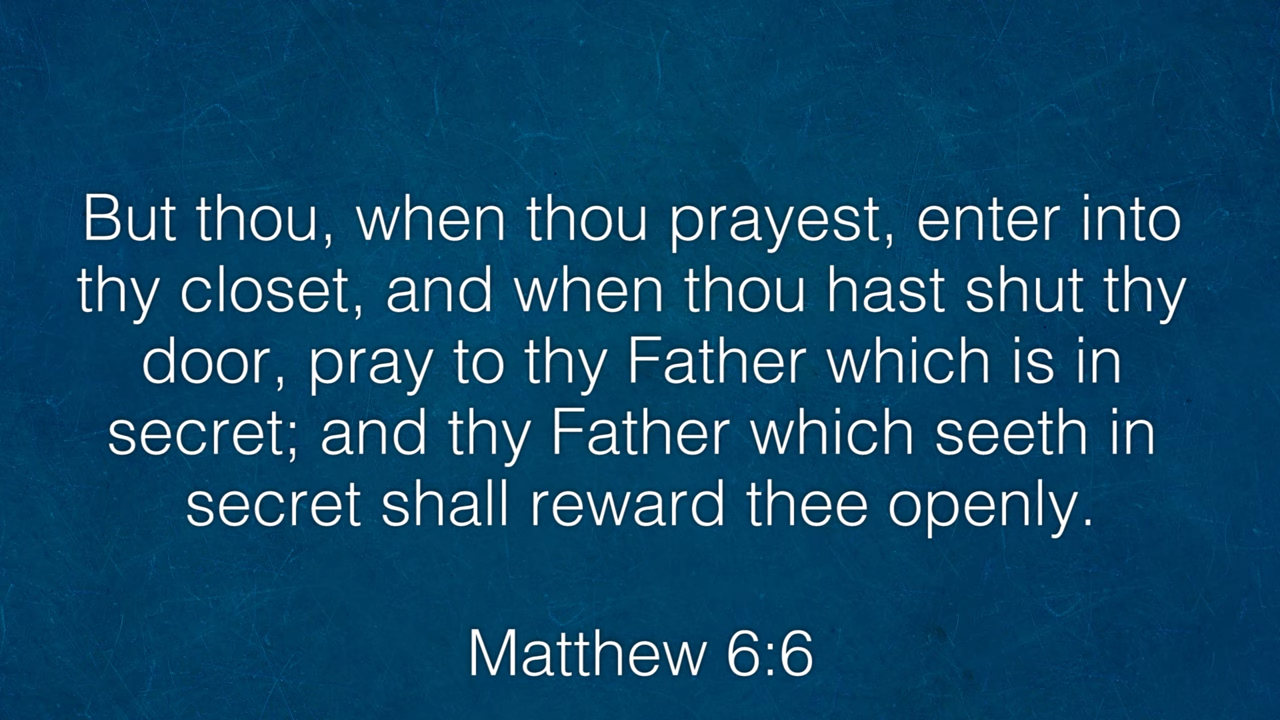 But thou, when thou prayest, enter into
thy closet, and when thou hast shut thy
door, pray to thy Father which is in
secret; and thy Father which seeth in
secret shall reward thee openly.
Matthew 6:6